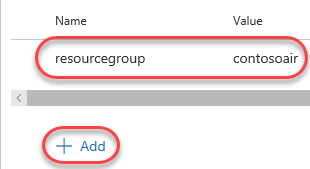 Name Value
resourcegroup contosoair
+ Add